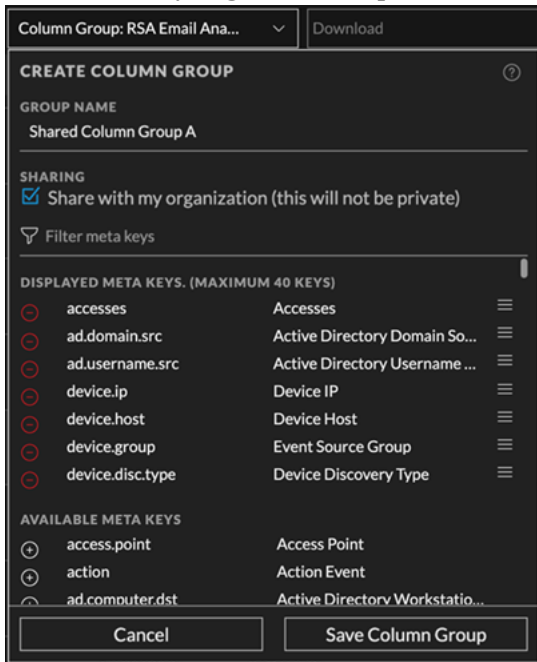 Column Group: RSA Email Ana... Download
CREATE COLUMN GROUP
GROUP NAME
Shared Column Group A
SHARING
Share with my organization (this will not be private)
Filter meta keys
DISPLAYED META KEYS. (MAXIMUM 40 KEYS)
accesses Accesses
ad.domain.src Active Directory Domain So...
ad.username.src Active Directory Username ...
device.ip Device IP
device.host Device Host
device.group Event Source Group
device.disc.type Device Discovery Type
AVAILABLE META KEYS
access.point Access Point
action Action Event
ad.computer.dst Active Directory Workstatio...
Cancel Save Column Group